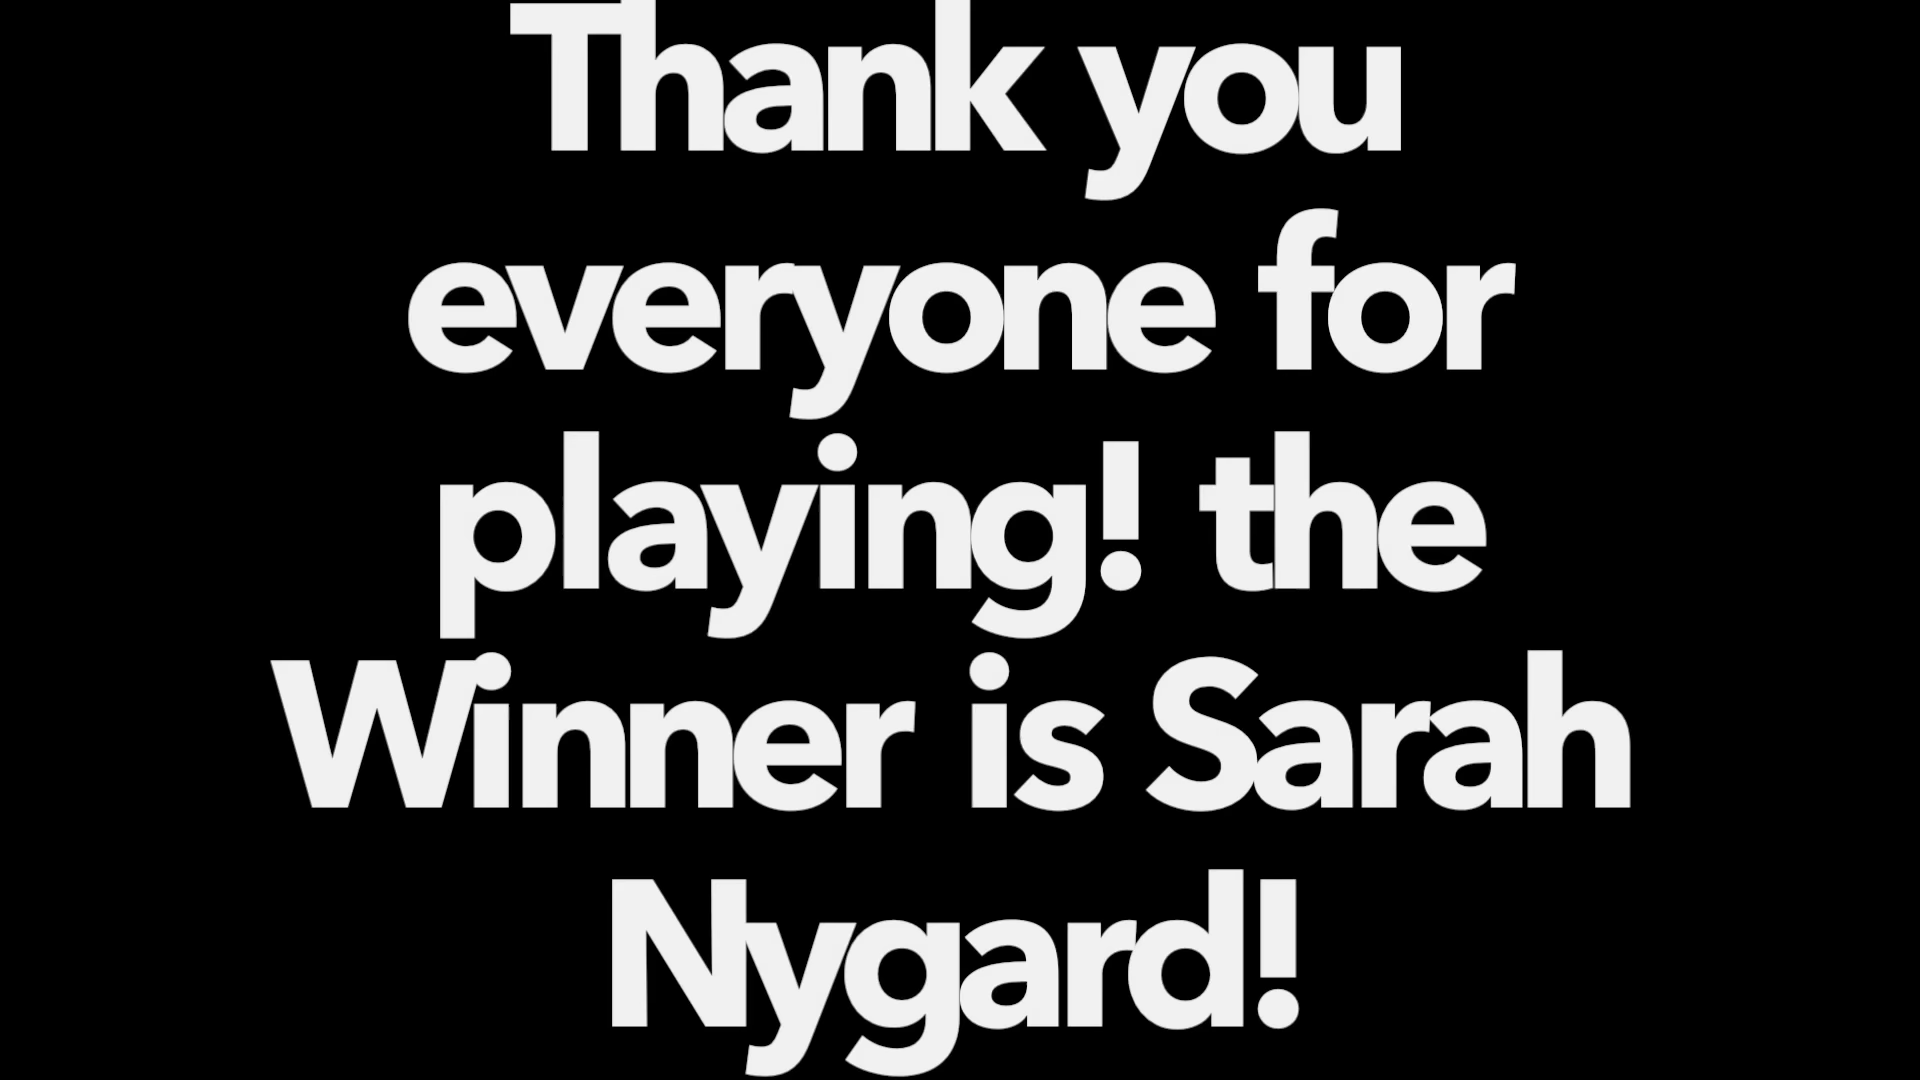 Thank you
everyone for
playing! the
Winner is Sarah
Nygard!